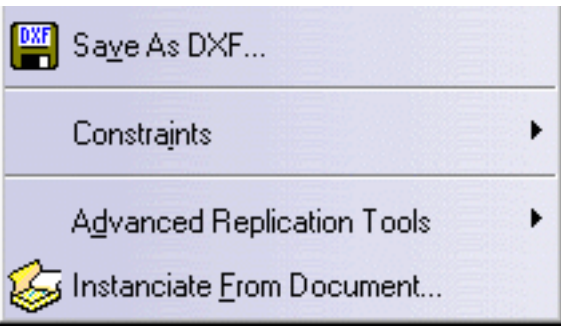 DXF
Save As DXF...
Constraints
Advanced Replication Tools
Instanciate From Document...